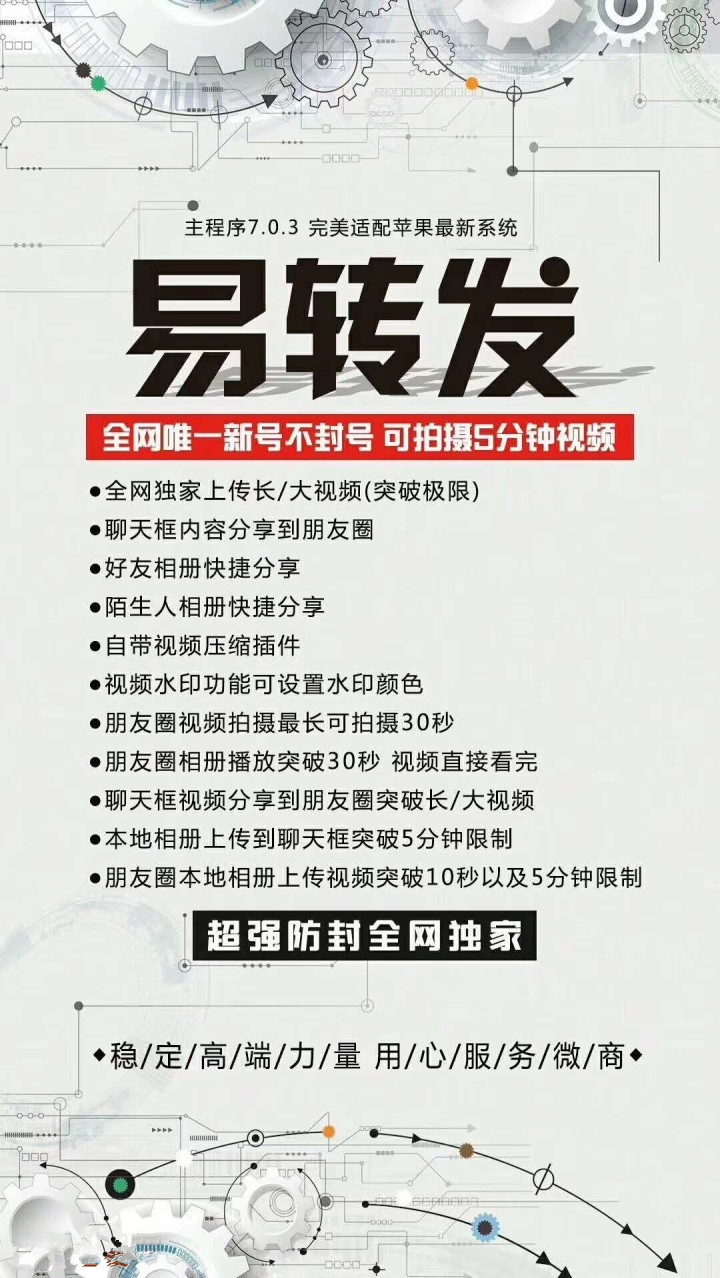 主程序7.0.3 完美适配苹果最新系统
易转发
全网唯一新号不封号 可拍摄5分钟视频
●全网独家上传长/大视频(突破极限)
●聊天框内容分享到朋友圈
●好友相册快捷分享
●陌生人相册快捷分享
●自带视频压缩插件
●视频水印功能可设置水印颜色
●朋友圈视频拍摄最长可拍摄30秒
●朋友圈相册播放突破30秒 视频直接看完
●聊天框视频分享到朋友圈突破长/大视频
●本地相册上传到聊天框突破5分钟限制
●朋友圈本地相册上传视频突破10秒以及5分钟限制
超强防封全网独家
◆稳/定/高/端/力/量 用/心/服/务/微/商◆